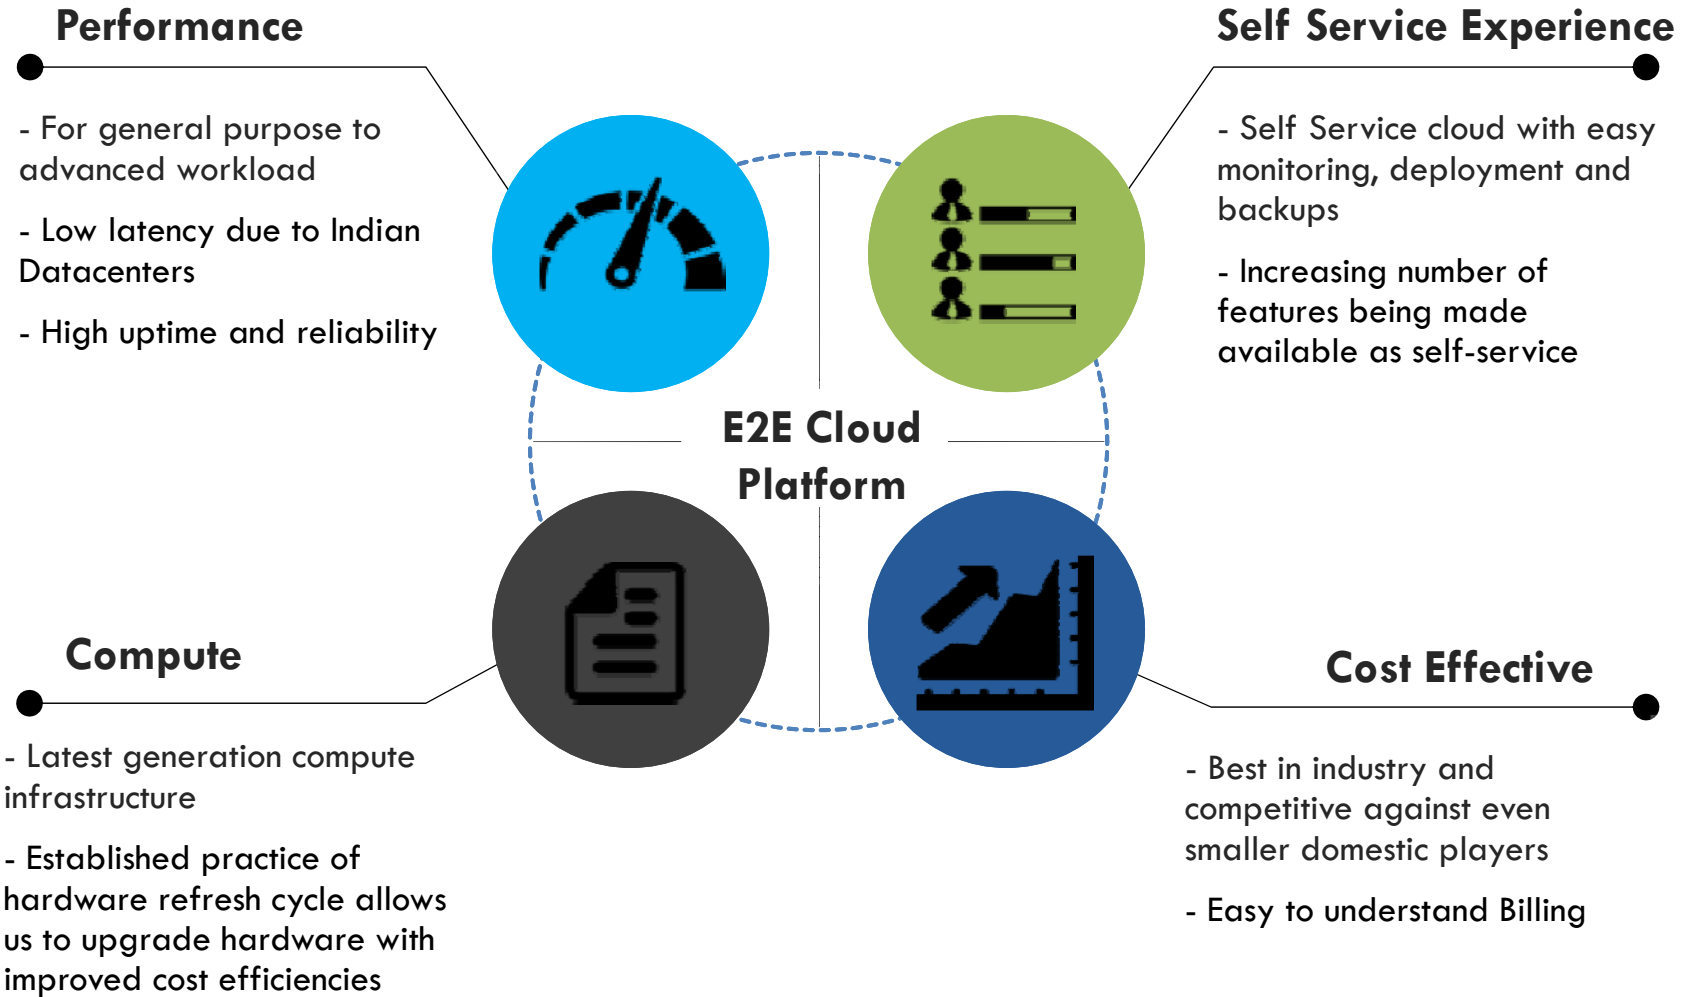 Performance
- For general purpose to
advanced workload
- Low latency due to Indian
Datacenters
- High uptime and reliability
Self Service Experience
- Self Service cloud with easy
monitoring, deployment and
backups
- Increasing number of
features being made
available as self-service
E2E Cloud
Platform
Compute
- Latest generation compute
infrastructure
- Established practice of
hardware refresh cycle allows
us to upgrade hardware with
improved cost efficiencies
Cost Effective
- Best in industry and
competitive against even
smaller domestic players
- Easy to understand Billing